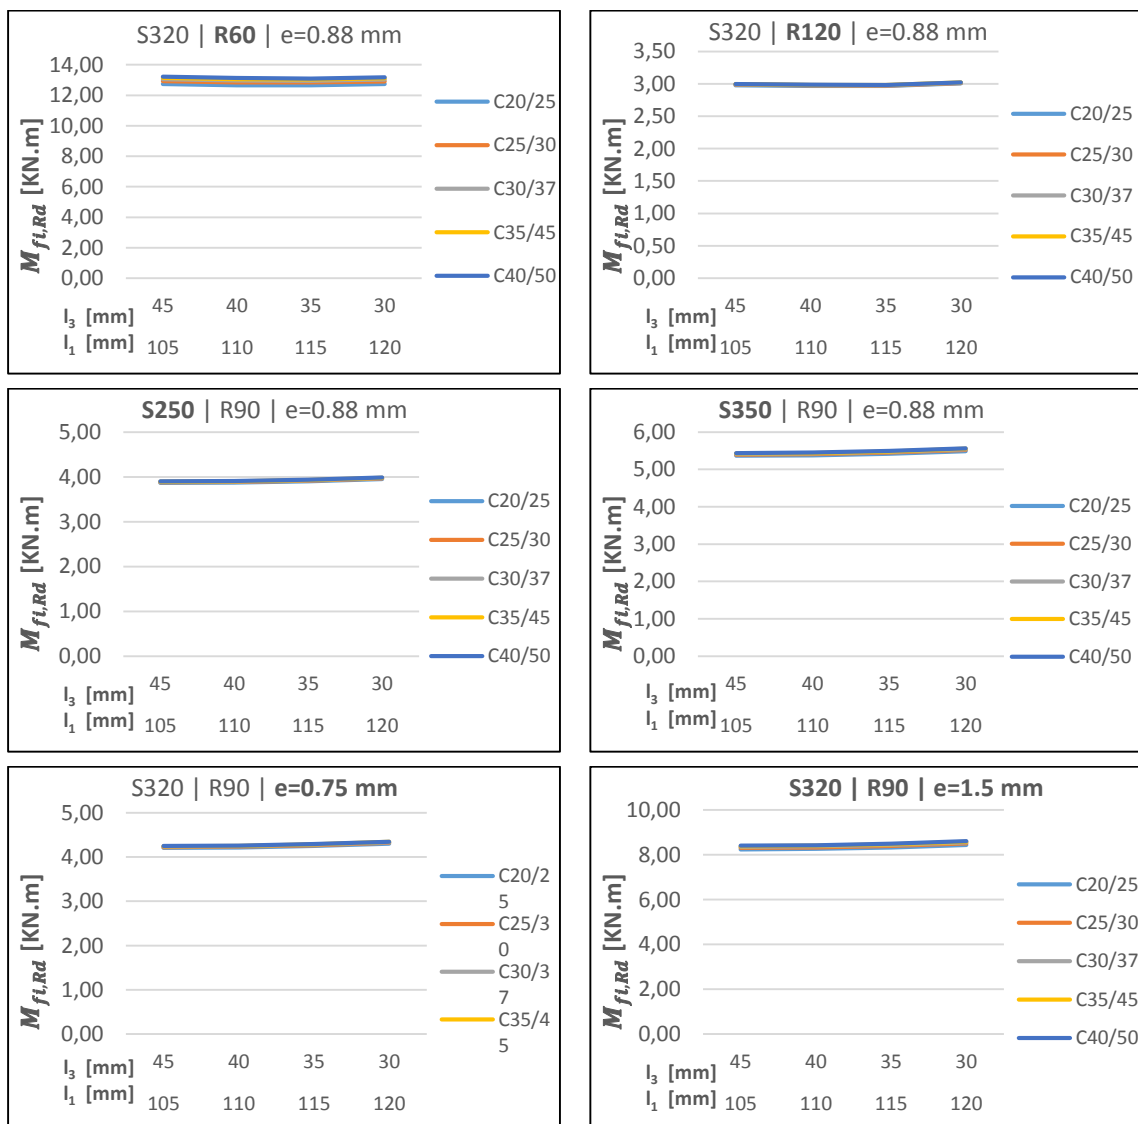 S320 | R60 | e=0.88 mm
14,00
12,00
10,00
8,00
6,00
4,00
2,00
0,00
M_fi,Rd [KN.m]
C20/25
C25/30
C30/37
C35/45
C40/50
l3 [mm] 45 40 35 30
l1 [mm] 105 110 115 120
S320 | R120 | e=0.88 mm
3,50
3,00
2,50
2,00
1,50
1,00
0,50
0,00
M_fi,Rd [KN.m]
C20/25
C25/30
C30/37
C35/45
C40/50
l3 [mm] 45 40 35 30
l1 [mm] 105 110 115 120
S250 | R90 | e=0.88 mm
5,00
4,00
3,00
2,00
1,00
0,00
M_fi,Rd [KN.m]
C20/25
C25/30
C30/37
C35/45
C40/50
l3 [mm] 45 40 35 30
l1 [mm] 105 110 115 120
S350 | R90 | e=0.88 mm
6,00
5,00
4,00
3,00
2,00
1,00
0,00
M_fi,Rd [KN.m]
C20/25
C25/30
C30/37
C35/45
C40/50
l3 [mm] 45 40 35 30
l1 [mm] 105 110 115 120
S320 | R90 | e=0.75 mm
5,00
4,00
3,00
2,00
1,00
0,00
M_fi,Rd [KN.m]
C20/2
5
C25/3
0
C30/3
7
C35/4
5
l3 [mm] 45 40 35 30
l1 [mm] 105 110 115 120
S320 | R90 | e=1.5 mm
10,00
8,00
6,00
4,00
2,00
0,00
M_fi,Rd [KN.m]
C20/25
C25/30
C30/37
C35/45
C40/50
l3 [mm] 45 40 35 30
l1 [mm] 105 110 115 120